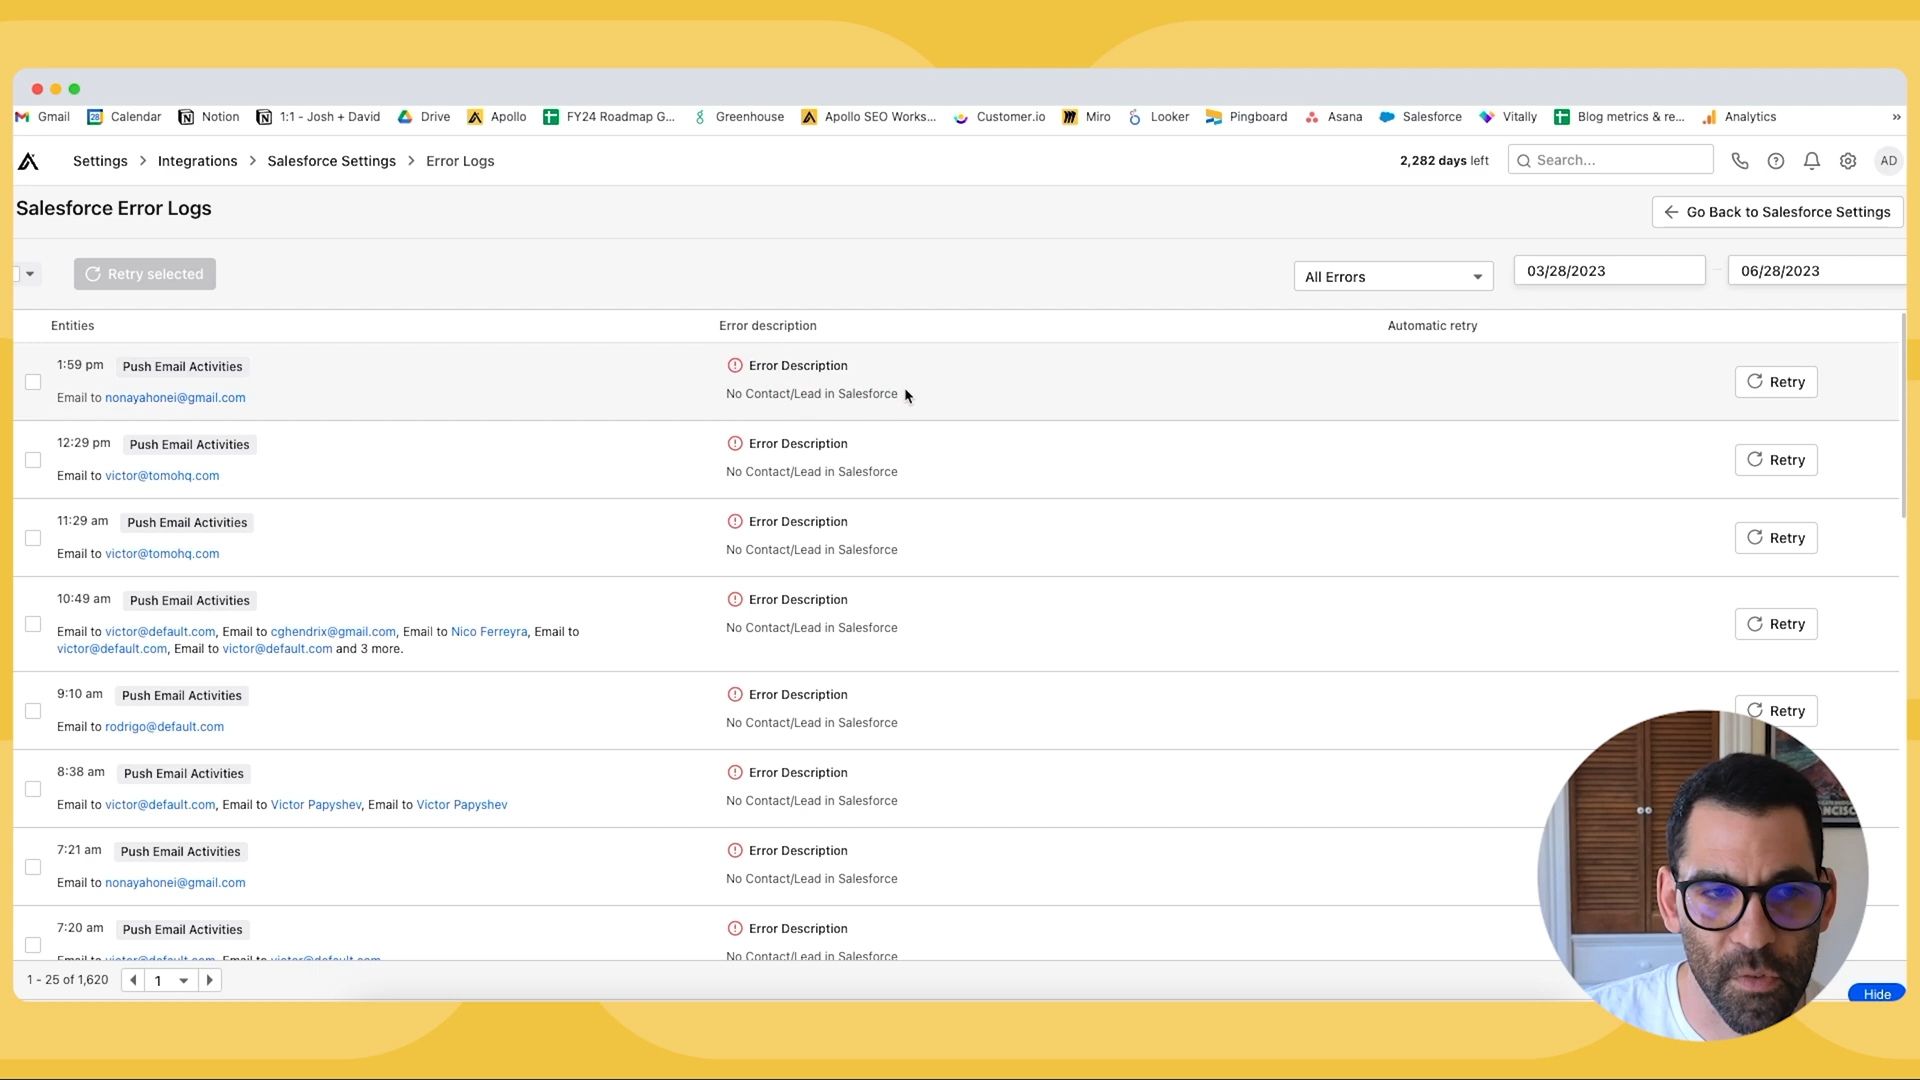 Gmail 28 Calendar Notion 1:1 - Josh + David Drive Apollo FY24 Roadmap G... Greenhouse Apollo SEO Works... Customer.io Miro Looker Pingboard Asana Salesforce Vitally Blog metrics & re... Analytics »
Settings > Integrations > Salesforce Settings > Error Logs 2,282 days left Search... AD
Salesforce Error Logs Go Back to Salesforce Settings
Retry selected All Errors 03/28/2023 06/28/2023
Entities Error description Automatic retry
1:59 pm Push Email Activities Error Description
Email to nonayahonei@gmail.com No Contact/Lead in Salesforce Retry
12:29 pm Push Email Activities Error Description
Email to victor@tomohq.com No Contact/Lead in Salesforce Retry
11:29 am Push Email Activities Error Description
Email to victor@tomohq.com No Contact/Lead in Salesforce Retry
10:49 am Push Email Activities Error Description
Email to victor@default.com, Email to cghendrix@gmail.com, Email to Nico Ferreyra, Email to No Contact/Lead in Salesforce Retry
victor@default.com, Email to victor@default.com and 3 more.
9:10 am Push Email Activities Error Description
Email to rodrigo@default.com No Contact/Lead in Salesforce Retry
8:38 am Push Email Activities Error Description
Email to victor@default.com, Email to Victor Papyshev, Email to Victor Papyshev No Contact/Lead in Salesforce
7:21 am Push Email Activities Error Description
Email to nonayahonei@gmail.com No Contact/Lead in Salesforce
7:20 am Push Email Activities Error Description
Email to victor@default.com, Email to victor@default.com No Contact/Lead in Salesforce
1 - 25 of 1,620 1
Hide